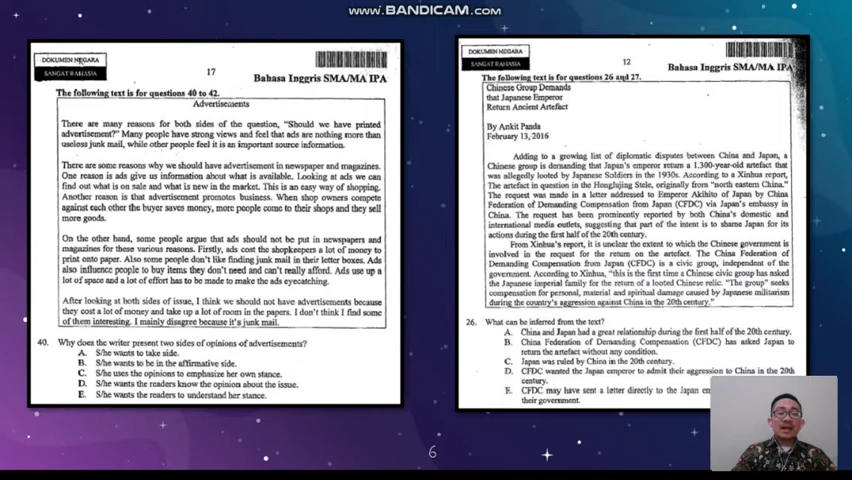 www.BANDICAM.com
DOKUMEN NEGARA
SANGAT RAHASIA
17
Bahasa Inggris SMA/MA IPA
The following text is for questions 40 to 42.
Advertisements
There are many reasons for both sides of the question, "Should we have printed
advertisement?" Many people have strong views and feel that ads are nothing more than
useless junk mail, while other people feel it is an important source information.
There are some reasons why we should have advertisement in newspaper and magazines.
One reason is ads give us information about what is available. Looking at ads we can
find out what is on sale and what is new in the market. This is an easy way of shopping.
Another reason is that advertisement promotes business. When shop owners compete
against each other the buyer saves money, more people come to their shops and they sell
more goods.
On the other hand, some people argue that ads should not be put in newspapers and
magazines for these various reasons. Firstly, ads cost the shopkeepers a lot of money to
print onto paper. Also some people don't like finding junk mail in their letter boxes. Ads
also influence people to buy items they don't need and can't really afford. Ads use up a
lot of space and a lot of effort has to be made to make the ads eyecatching.
After looking at both sides of issue, I think we should not have advertisements because
they cost a lot of money and take up a lot of room in the papers. I don't think I find some
of them interesting. I mainly disagree because it's junk mail.
40. Why does the writer present two sides of opinions of advertisements?
A. S/he wants to take side.
B. S/he wants to be in the affirmative side.
C. S/he uses the opinions to emphasize her own stance.
D. S/he wants the readers know the opinion about the issue.
E. S/he wants the readers to understand her stance.
DOKUMEN NEGARA
SANGAT RAHASIA
12
Bahasa Inggris SMA/MA IPA
The following text is for questions 26 and 27.
Chinese Group Demands
that Japanese Emperor
Return Ancient Artefact
By Ankit Panda
February 13, 2016
Adding to a growing list of diplomatic disputes between China and Japan, a
Chinese group is demanding that Japan's emperor return a 1.300-year-old artefact that
was allegedly looted by Japanese Soldiers in the 1930s. According to a Xinhua report,
The artefact in question in the Honglujing Stele, originally from "north eastern China."
The request was made in a letter addressed to Emperor Akihito of Japan by China
Federation of Demanding Compensation from Japan (CFDC) via Japan's embassy in
China. The request has been prominently reported by both China's domestic and
international media outlets, suggesting that part of the intent is to shame Japan for its
actions during the first half of the 20th century.
From Xinhua's report, it is unclear the extent to which the Chinese government is
involved in the request for the return on the artefact. The China Federation of
Demanding Compensation from Japan (CFDC) is a civic group, independent of the
government. According to Xinhua, "this is the first time a Chinese civic group has asked
the Japanese imperial family for the return of a looted Chinese relic. "The group" seeks
compensation for personal, material and spiritual damage caused by Japanese militarism
during the country's aggression against China in the 20th century."
26. What can be inferred from the text?
A. China and Japan had a great relationship during the first half of the 20th century.
B. China Federation of Demanding Compensation (CFDC) has asked Japan to
return the artefact without any condition.
C. Japan was ruled by China in the 20th century.
D. CFDC wanted the Japan emperor to admit their aggression to China in the 20th
century.
E. CFDC may have sent a letter directly to the Japan
their government.
6